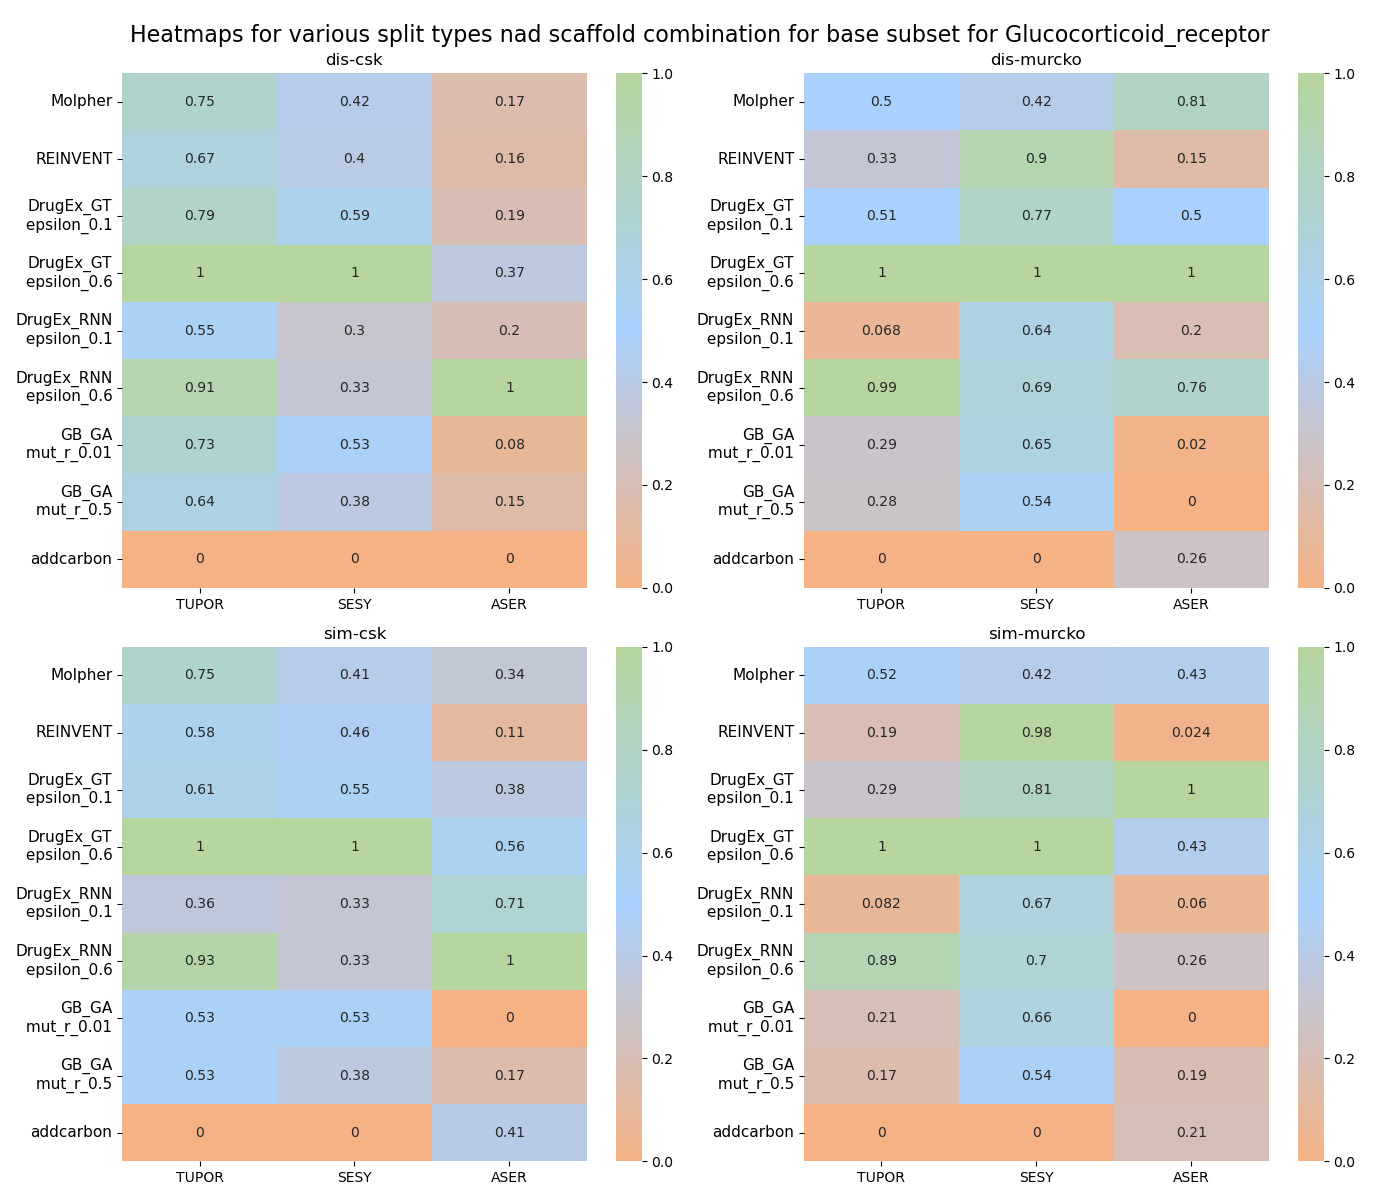 Heatmaps for various split types nad scaffold combination for base subset for Glucocorticoid_receptor
dis-csk
Molpher 0.75 0.42 0.17
REINVENT 0.67 0.4 0.16
DrugEx_GT
epsilon_0.1 0.79 0.59 0.19
DrugEx_GT
epsilon_0.6 1 1 0.37
DrugEx_RNN
epsilon_0.1 0.55 0.3 0.2
DrugEx_RNN
epsilon_0.6 0.91 0.33 1
GB_GA
mut_r_0.01 0.73 0.53 0.08
GB_GA
mut_r_0.5 0.64 0.38 0.15
addcarbon 0 0 0
TUPOR SESY ASER
1.0
0.8
0.6
0.4
0.2
0.0
dis-murcko
Molpher 0.5 0.42 0.81
REINVENT 0.33 0.9 0.15
DrugEx_GT
epsilon_0.1 0.51 0.77 0.5
DrugEx_GT
epsilon_0.6 1 1 1
DrugEx_RNN
epsilon_0.1 0.068 0.64 0.2
DrugEx_RNN
epsilon_0.6 0.99 0.69 0.76
GB_GA
mut_r_0.01 0.29 0.65 0.02
GB_GA
mut_r_0.5 0.28 0.54 0
addcarbon 0 0 0.26
TUPOR SESY ASER
1.0
0.8
0.6
0.4
0.2
0.0
sim-csk
Molpher 0.75 0.41 0.34
REINVENT 0.58 0.46 0.11
DrugEx_GT
epsilon_0.1 0.61 0.55 0.38
DrugEx_GT
epsilon_0.6 1 1 0.56
DrugEx_RNN
epsilon_0.1 0.36 0.33 0.71
DrugEx_RNN
epsilon_0.6 0.93 0.33 1
GB_GA
mut_r_0.01 0.53 0.53 0
GB_GA
mut_r_0.5 0.53 0.38 0.17
addcarbon 0 0 0.41
TUPOR SESY ASER
1.0
0.8
0.6
0.4
0.2
0.0
sim-murcko
Molpher 0.52 0.42 0.43
REINVENT 0.19 0.98 0.024
DrugEx_GT
epsilon_0.1 0.29 0.81 1
DrugEx_GT
epsilon_0.6 1 1 0.43
DrugEx_RNN
epsilon_0.1 0.082 0.67 0.06
DrugEx_RNN
epsilon_0.6 0.89 0.7 0.26
GB_GA
mut_r_0.01 0.21 0.66 0
GB_GA
mut_r_0.5 0.17 0.54 0.19
addcarbon 0 0 0.21
TUPOR SESY ASER
1.0
0.8
0.6
0.4
0.2
0.0